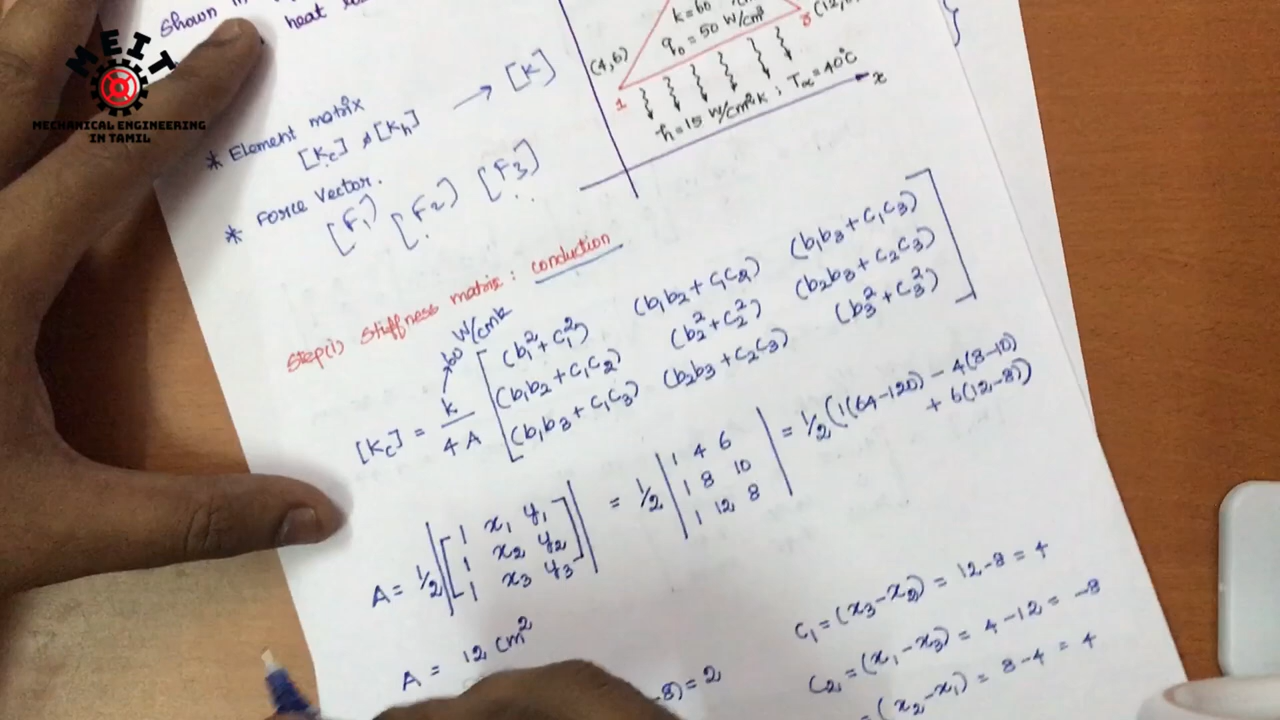 Shown in
heat
MEIT
MECHANICAL ENGINEERING
IN TAMIL
k=60
q₀ = 50 W/cm³
(4,6)
1
3
h=15 W/cm²K ; T∞ = 40°C
x
* Element matrix
[Kc] & [Kh] → [K]
* Force Vector.
[F₁] [F₂) [F₃]
Step(i) Stiffness matrix : conduction
→ 60 W/cmk
[Kc] = k/4A [ (b₁²+c₁²) (b₁b₂+c₁c₂) (b₁b₃+c₁c₃)
(b₁b₂+c₁c₂) (b₂²+c₂²) (b₂b₃+c₂c₃)
(b₁b₃+c₁c₃) (b₂b₃+c₂c₃) (b₃²+c₃²) ]
A = ½ |[ 1 x₁ y₁
1 x₂ y₂
1 x₃ y₃ ]|
= ½ | 1 4 6
1 8 10
1 12 8 |
= ½ (1(64-120) - 4(8-10)
+ 6(12-8))
A = 12 cm²
-8) = 2
c₁ = (x₃-x₂) = 12-8 = 4
c₂ = (x₁-x₃) = 4-12 = -8
= (x₂-x₁) = 8-4 = 4